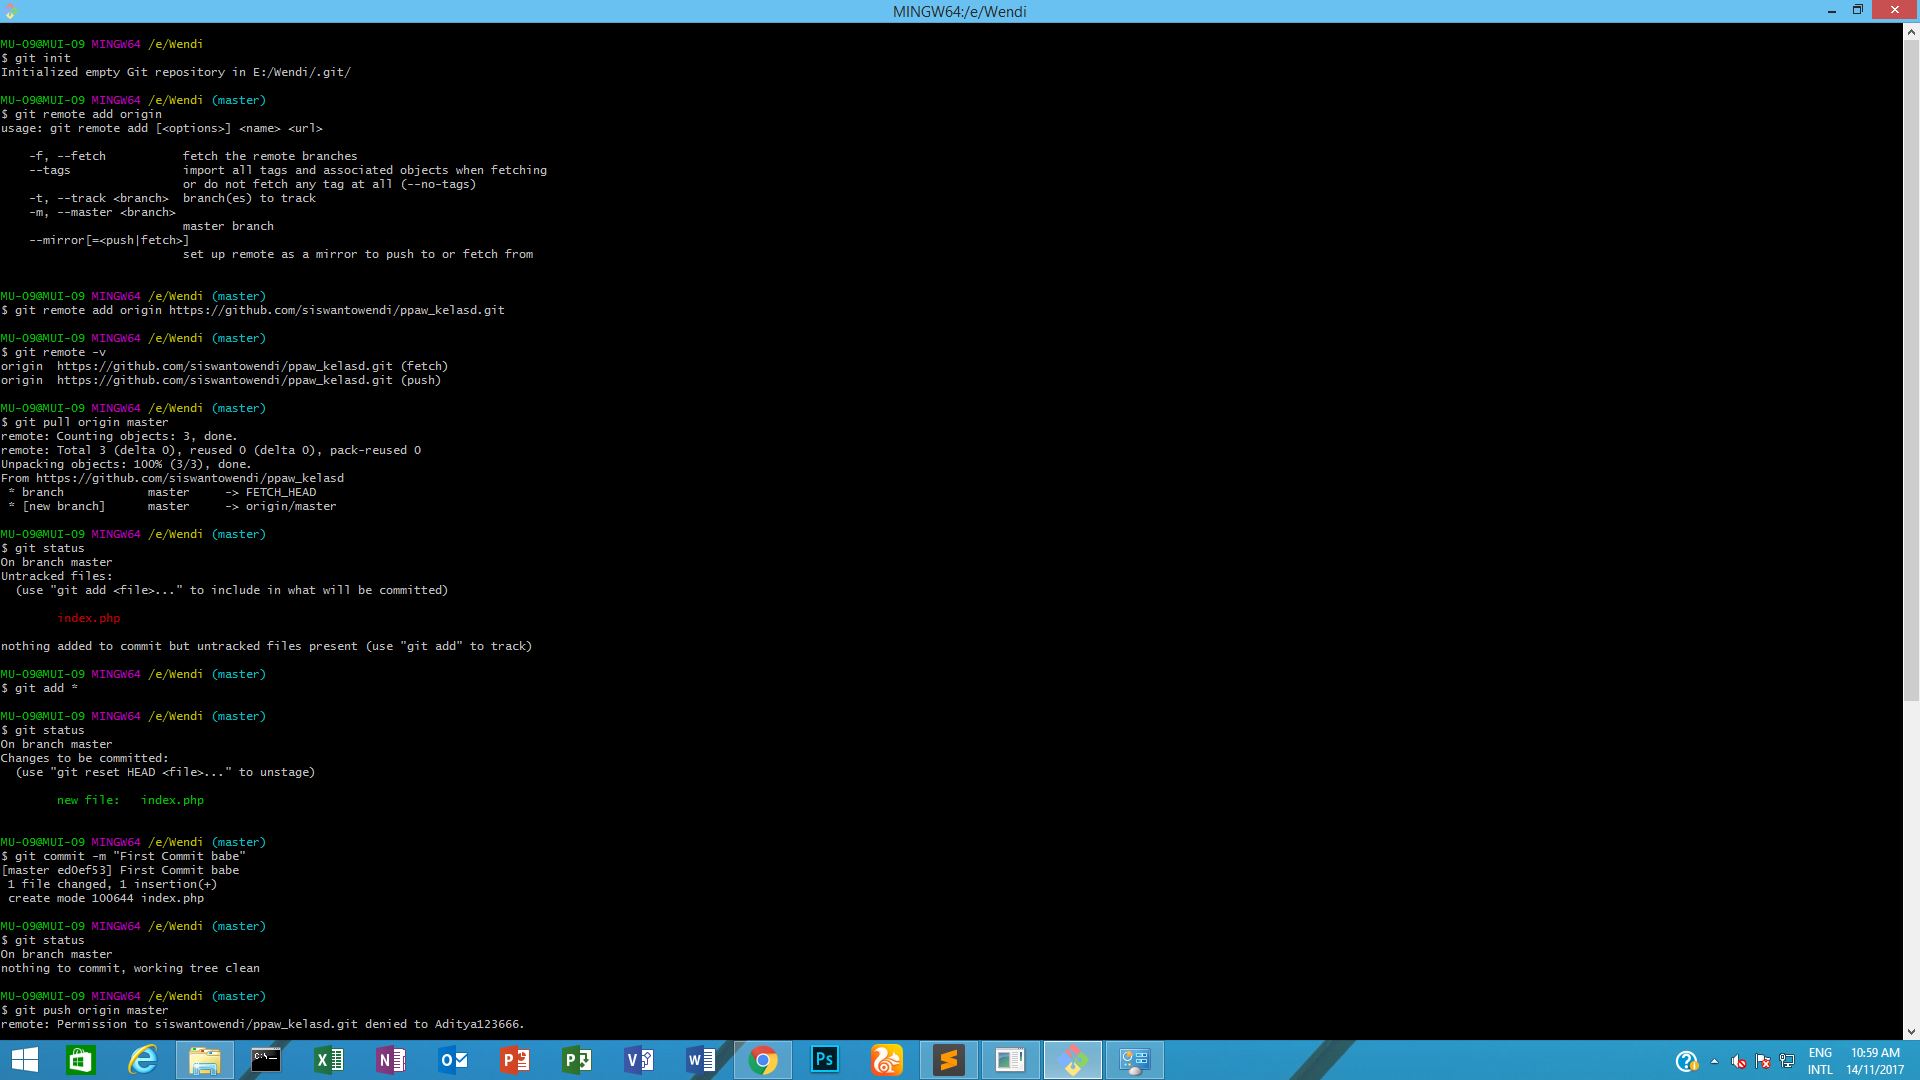 MINGW64:/e/Wendi
MU-09@MUI-09 MINGW64 /e/Wendi
$ git init
Initialized empty Git repository in E:/Wendi/.git/
MU-09@MUI-09 MINGW64 /e/Wendi (master)
$ git remote add origin
usage: git remote add [<options>] <name> <url>
-f, --fetch fetch the remote branches
--tags import all tags and associated objects when fetching
or do not fetch any tag at all (--no-tags)
-t, --track <branch> branch(es) to track
-m, --master <branch>
master branch
--mirror[=<push|fetch>]
set up remote as a mirror to push to or fetch from
MU-09@MUI-09 MINGW64 /e/Wendi (master)
$ git remote add origin https://github.com/siswantowendi/ppaw_kelasd.git
MU-09@MUI-09 MINGW64 /e/Wendi (master)
$ git remote -v
origin https://github.com/siswantowendi/ppaw_kelasd.git (fetch)
origin https://github.com/siswantowendi/ppaw_kelasd.git (push)
MU-09@MUI-09 MINGW64 /e/Wendi (master)
$ git pull origin master
remote: Counting objects: 3, done.
remote: Total 3 (delta 0), reused 0 (delta 0), pack-reused 0
Unpacking objects: 100% (3/3), done.
From https://github.com/siswantowendi/ppaw_kelasd
* branch master -> FETCH_HEAD
* [new branch] master -> origin/master
MU-09@MUI-09 MINGW64 /e/Wendi (master)
$ git status
On branch master
Untracked files:
(use "git add <file>..." to include in what will be committed)
index.php
nothing added to commit but untracked files present (use "git add" to track)
MU-09@MUI-09 MINGW64 /e/Wendi (master)
$ git add *
MU-09@MUI-09 MINGW64 /e/Wendi (master)
$ git status
On branch master
Changes to be committed:
(use "git reset HEAD <file>..." to unstage)
new file: index.php
MU-09@MUI-09 MINGW64 /e/Wendi (master)
$ git commit -m "First Commit babe"
[master ed0ef53] First Commit babe
1 file changed, 1 insertion(+)
create mode 100644 index.php
MU-09@MUI-09 MINGW64 /e/Wendi (master)
$ git status
On branch master
nothing to commit, working tree clean
MU-09@MUI-09 MINGW64 /e/Wendi (master)
$ git push origin master
remote: Permission to siswantowendi/ppaw_kelasd.git denied to Aditya123666.
ENG 10:59 AM
INTL 14/11/2017